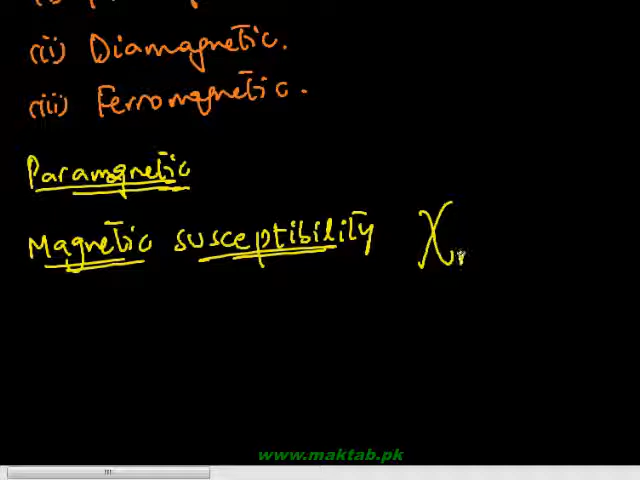 (ii) Diamagnetic.
(iii) Ferromagnetic.
Paramagnetic
Magnetic susceptibility χ
www.maktab.pk